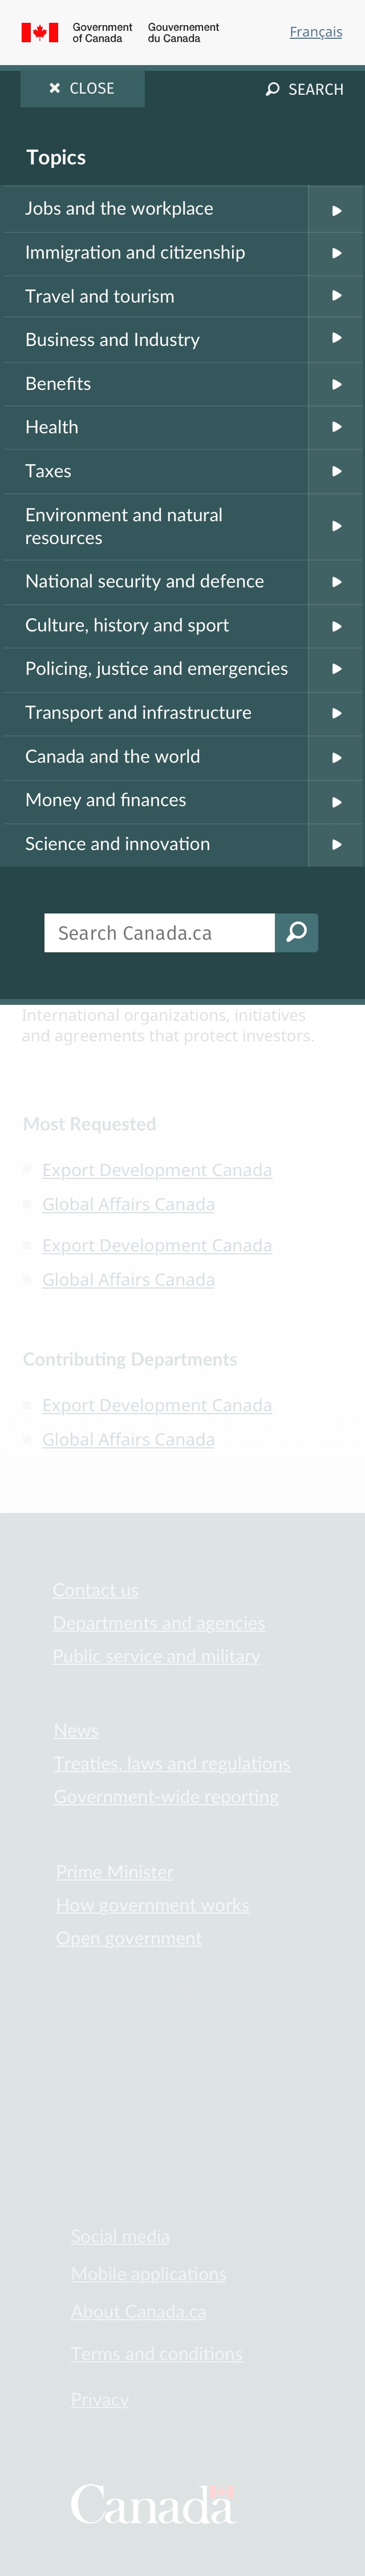 Government of Canada
Gouvernement du Canada
Français
CLOSE
SEARCH
Topics
Jobs and the workplace
Immigration and citizenship
Travel and tourism
Business and Industry
Benefits
Health
Taxes
Environment and natural
resources
National security and defence
Culture, history and sport
Policing, justice and emergencies
Transport and infrastructure
Canada and the world
Money and finances
Science and innovation
Search Canada.ca
International organizations, initiatives
and agreements that protect investors.
Most Requested
Export Development Canada
Global Affairs Canada
Export Development Canada
Global Affairs Canada
Contributing Departments
Export Development Canada
Global Affairs Canada
Contact us
Departments and agencies
Public service and military
News
Treaties, laws and regulations
Government-wide reporting
Prime Minister
How government works
Open government
Social media
Mobile applications
About Canada.ca
Terms and conditions
Privacy
Canada